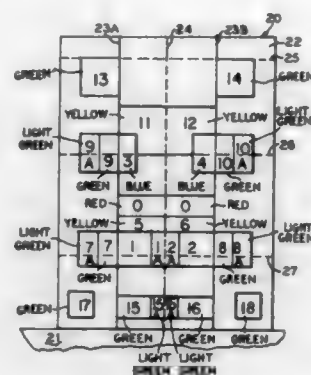 23A 24 23B 20
22
25
GREEN 13 14 GREEN
YELLOW 11 12 YELLOW
LIGHT GREEN 9 10 LIGHT GREEN
A 9 3 4 10 A 26
GREEN BLUE BLUE GREEN
RED 0 0 RED
YELLOW 5 6 YELLOW
LIGHT GREEN 7 7 1 1 2 2 8 8 LIGHT GREEN
A A A A
GREEN GREEN 27
GREEN 17 15 16 18
21 GREEN GREEN GREEN
LIGHT LIGHT
GREEN GREEN